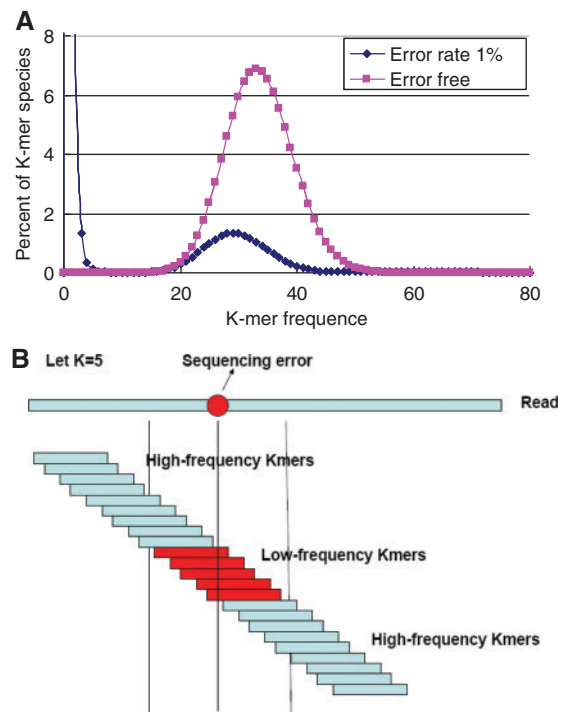 A
Percent of K-mer species
8
6
4
2
0
Error rate 1%
Error free
0 20 40 60 80
K-mer frequence
B
Let K=5
Sequencing error
Read
High-frequency Kmers
Low-frequency Kmers
High-frequency Kmers